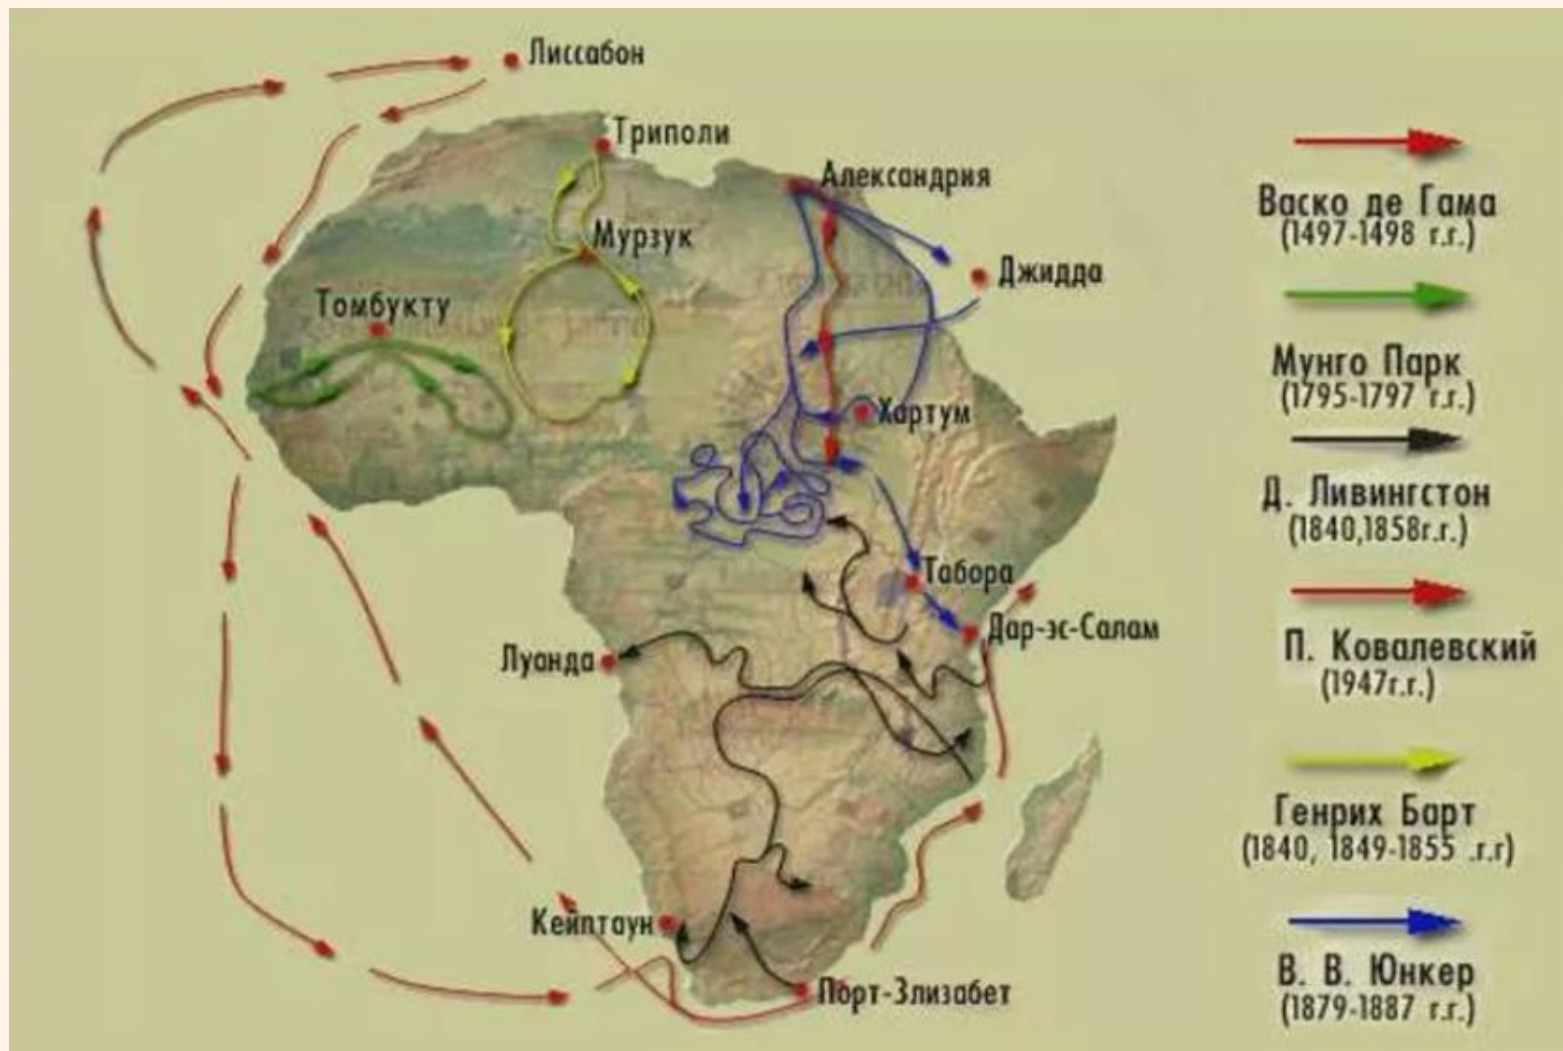 Лиссабон
Триполи
Александрия
Мурзук
Джидда
Томбукту
Хартум
Табора
Дар-эс-Салам
Луанда
Кейптаун
Порт-Злизабет
Васко де Гама
(1497-1498 г.г.)
Мунго Парк
(1795-1797 г.г.)
Д. Ливингстон
(1840,1858г.г.)
П. Ковалевский
(1947г.г.)
Генрих Барт
(1840, 1849-1855 .г.г)
В. В. Юнкер
(1879-1887 г.г.)